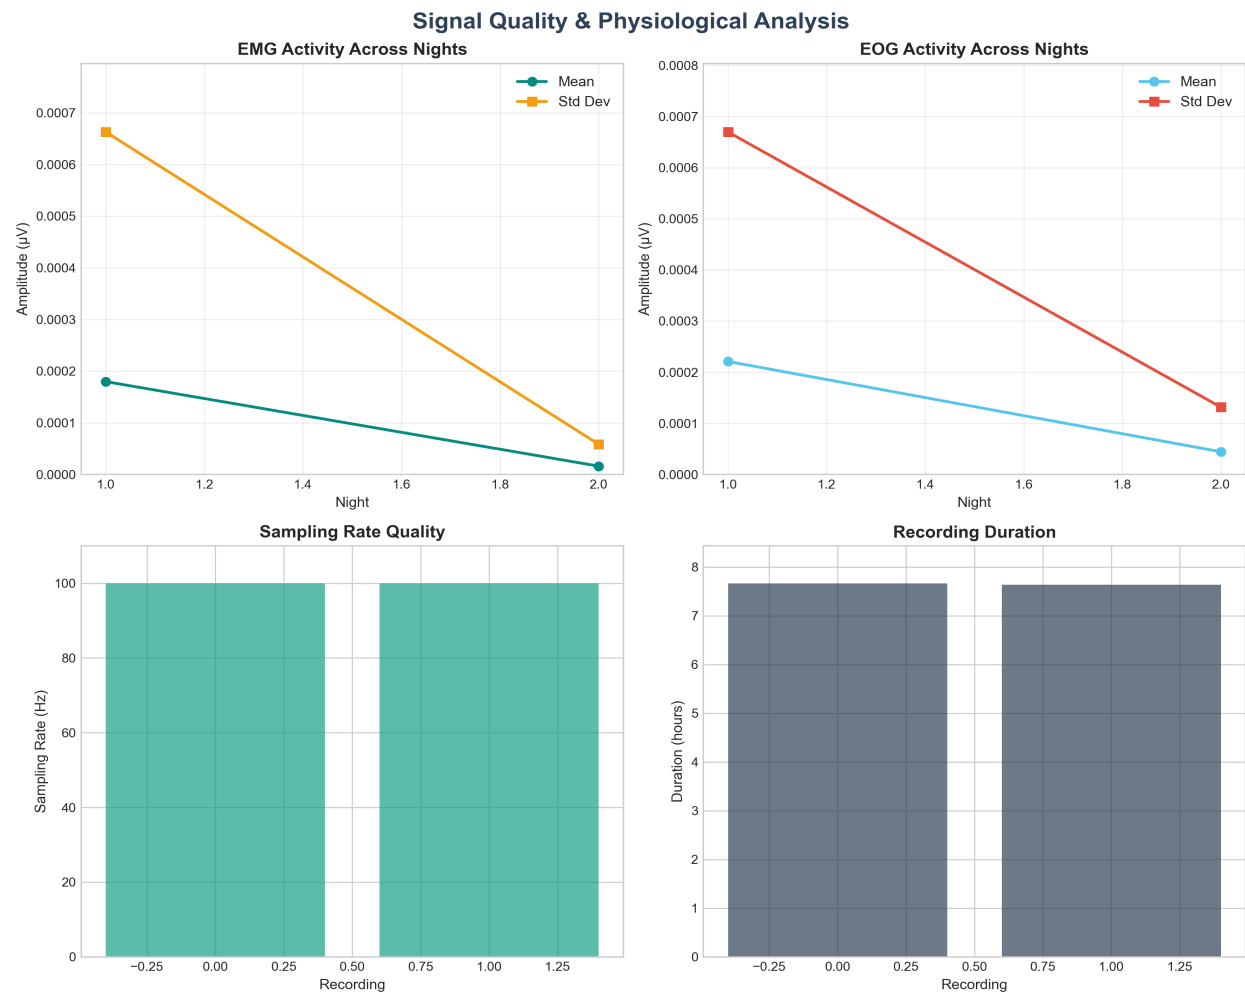 Signal Quality & Physiological Analysis
EMG Activity Across Nights
Mean
Std Dev
Amplitude (µV)
0.0007
0.0006
0.0005
0.0004
0.0003
0.0002
0.0001
0.0000
1.0 1.2 1.4 1.6 1.8 2.0
Night
EOG Activity Across Nights
Mean
Std Dev
Amplitude (µV)
0.0008
0.0007
0.0006
0.0005
0.0004
0.0003
0.0002
0.0001
0.0000
1.0 1.2 1.4 1.6 1.8 2.0
Night
Sampling Rate Quality
Sampling Rate (Hz)
100
80
60
40
20
0
−0.25 0.00 0.25 0.50 0.75 1.00 1.25
Recording
Recording Duration
Duration (hours)
8
7
6
5
4
3
2
1
0
−0.25 0.00 0.25 0.50 0.75 1.00 1.25
Recording